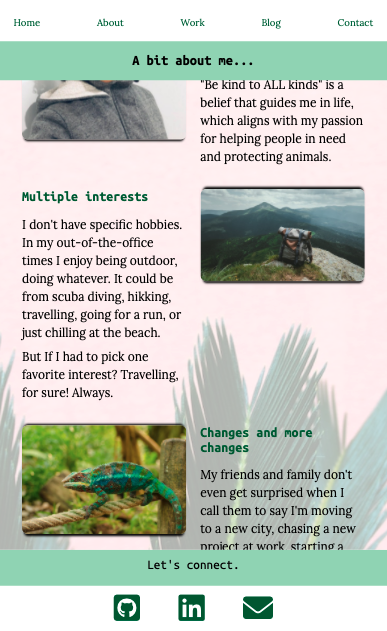 Home About Work Blog Contact
A bit about me...
"Be kind to ALL kinds" is a
belief that guides me in life,
which aligns with my passion
for helping people in need
and protecting animals.
Multiple interests
I don't have specific hobbies.
In my out-of-the-office
times I enjoy being outdoor,
doing whatever. It could be
from scuba diving, hikking,
travelling, going for a run, or
just chilling at the beach.
But If I had to pick one
favorite interest? Travelling,
for sure! Always.
Changes and more
changes
My friends and family don't
even get surprised when I
call them to say I'm moving
to a new city, chasing a new
project at work, starting a
Let's connect.